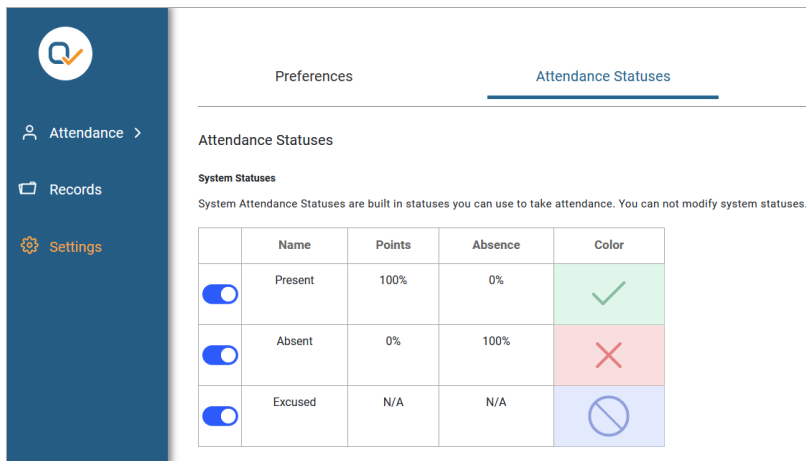 Preferences
Attendance Statuses
Attendance >
Records
Settings
Attendance Statuses
System Statuses
System Attendance Statuses are built in statuses you can use to take attendance. You can not modify system statuses.
Name Points Absence Color
Present 100% 0%
Absent 0% 100%
Excused N/A N/A